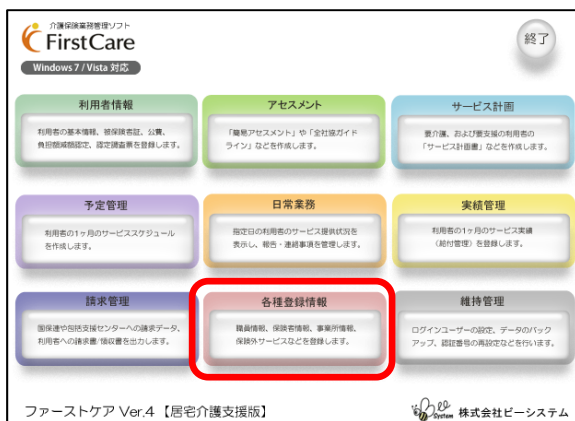 介護保険業務管理ソフト
FirstCare
Windows 7 / Vista 対応
終了
利用者情報
利用者の基本情報、被保険者証、公費、
負担額減額認定、認定調査票を登録します。
アセスメント
「簡易アセスメント」や「全社協ガイド
ライン」などを作成します。
サービス計画
要介護、および要支援の利用者の
「サービス計画書」などを作成します。
予定管理
利用者の1ヶ月のサービススケジュール
を作成します。
日常業務
指定日の利用者のサービス提供状況を
表示し、報告・連絡事項を管理します。
実績管理
利用者の1ヶ月のサービス実績
(給付管理)を登録します。
請求管理
国保連や包括支援センターへの請求データ、
利用者への請求書/領収書を出力します。
各種登録情報
職員情報、保険者情報、事業所情報、
保険外サービスなどを登録します。
維持管理
ログインユーザーの設定、データのバック
アップ、認証番号の再設定などを行います。
ファーストケア Ver.4 【居宅介護支援版】
Bee System 株式会社ビーシステム